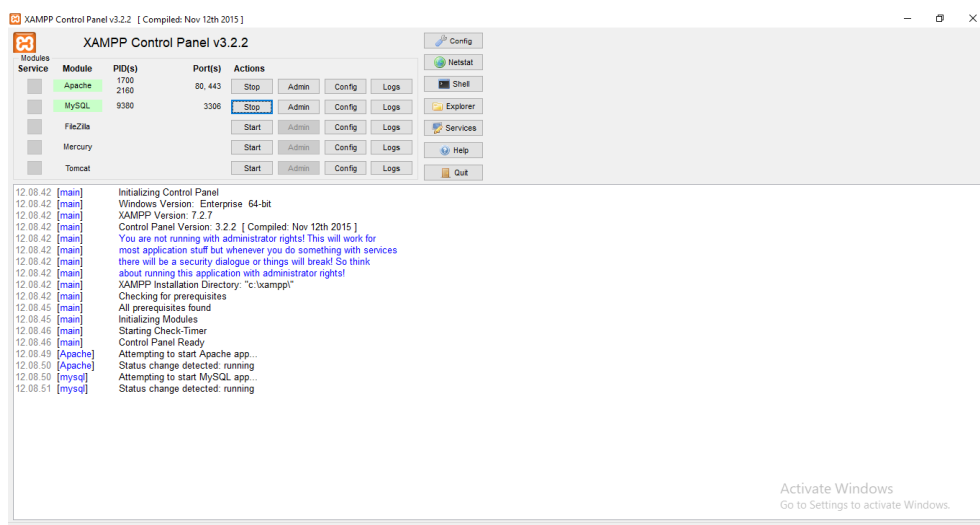 XAMPP Control Panel v3.2.2 [ Compiled: Nov 12th 2015 ]
XAMPP Control Panel v3.2.2
Config
Modules
Service Module PID(s) Port(s) Actions
Netstat
Apache 1700 2160 80, 443 Stop Admin Config Logs
Shell
MySQL 9380 3306 Stop Admin Config Logs
Explorer
FileZilla Start Admin Config Logs
Services
Mercury Start Admin Config Logs
Help
Tomcat Start Admin Config Logs
Quit
12.08.42 [main] Initializing Control Panel
12.08.42 [main] Windows Version: Enterprise 64-bit
12.08.42 [main] XAMPP Version: 7.2.7
12.08.42 [main] Control Panel Version: 3.2.2 [ Compiled: Nov 12th 2015 ]
12.08.42 [main] You are not running with administrator rights! This will work for
12.08.42 [main] most application stuff but whenever you do something with services
12.08.42 [main] there will be a security dialogue or things will break! So think
12.08.42 [main] about running this application with administrator rights!
12.08.42 [main] XAMPP Installation Directory: "c:\xampp\"
12.08.42 [main] Checking for prerequisites
12.08.45 [main] All prerequisites found
12.08.45 [main] Initializing Modules
12.08.46 [main] Starting Check-Timer
12.08.46 [main] Control Panel Ready
12.08.49 [Apache] Attempting to start Apache app...
12.08.50 [Apache] Status change detected: running
12.08.50 [mysql] Attempting to start MySQL app...
12.08.51 [mysql] Status change detected: running
Activate Windows
Go to Settings to activate Windows.